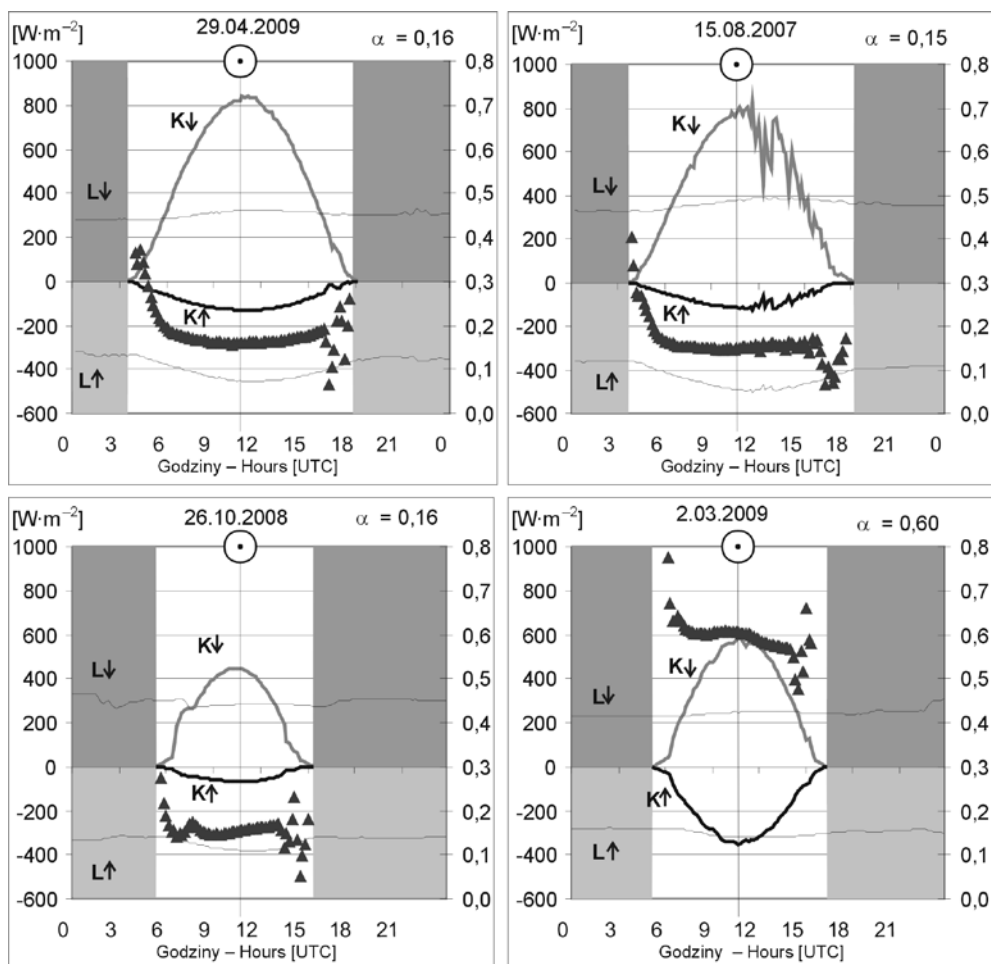 [W·m⁻²] 29.04.2009 α = 0,16
1000 0,8
800 0,7
600 0,6
400 0,5
200 0,4
0 0,3
-200 0,2
-400 0,1
-600 0,0
K↓
L↓
K↑
L↑
0 3 6 9 12 15 18 0
Godziny – Hours [UTC]
[W·m⁻²] 15.08.2007 α = 0,15
1000 0,8
800 0,7
600 0,6
400 0,5
200 0,4
0 0,3
-200 0,2
-400 0,1
-600 0,0
K↓
L↓
K↑
L↑
0 3 6 9 12 15 18 21 0
Godziny – Hours [UTC]
[W·m⁻²] 26.10.2008 α = 0,16
1000 0,8
800 0,7
600 0,6
400 0,5
200 0,4
0 0,3
-200 0,2
-400 0,1
-600 0,0
K↓
L↓
K↑
L↑
0 3 6 9 12 15 18 21
Godziny – Hours [UTC]
[W·m⁻²] 2.03.2009 α = 0,60
1000 0,8
800 0,7
600 0,6
400 0,5
200 0,4
0 0,3
-200 0,2
-400 0,1
-600 0,0
K↓
L↓
K↑
L↑
0 3 6 9 12 15 18 21
Godziny – Hours [UTC]